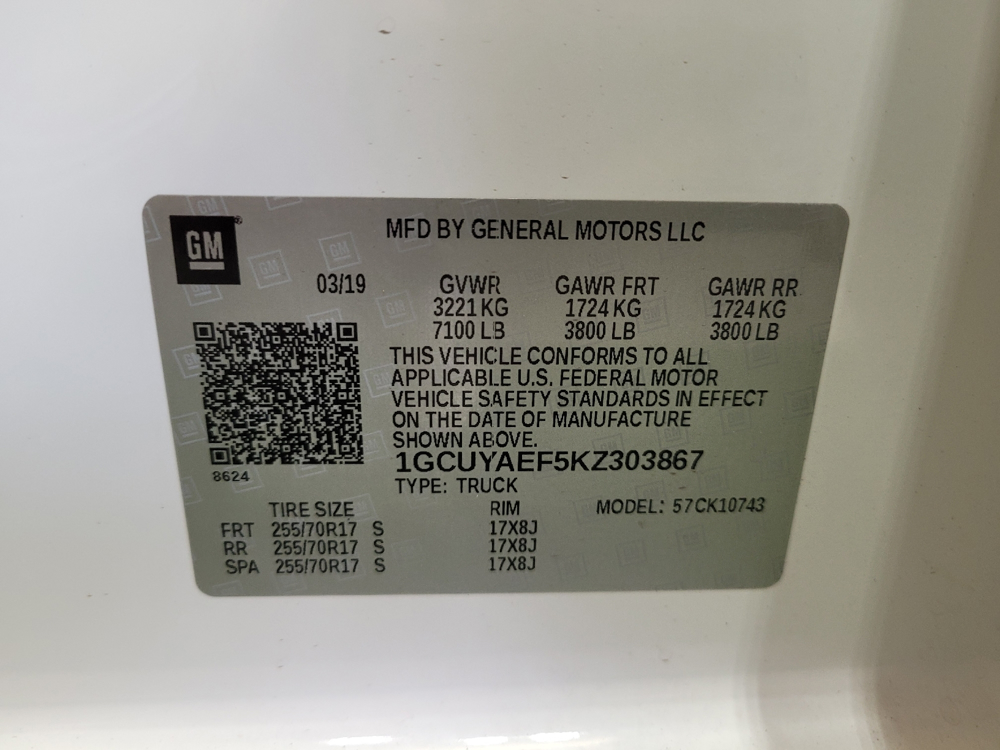 GM
MFD BY GENERAL MOTORS LLC
03/19 GVWR GAWR FRT GAWR RR
3221 KG 1724 KG 1724 KG
7100 LB 3800 LB 3800 LB
THIS VEHICLE CONFORMS TO ALL
APPLICABLE U.S. FEDERAL MOTOR
VEHICLE SAFETY STANDARDS IN EFFECT
ON THE DATE OF MANUFACTURE
SHOWN ABOVE.
1GCUYAEF5KZ303867
8624
TYPE: TRUCK
TIRE SIZE RIM MODEL: 57CK10743
FRT 255/70R17 S 17X8J
RR 255/70R17 S 17X8J
SPA 255/70R17 S 17X8J